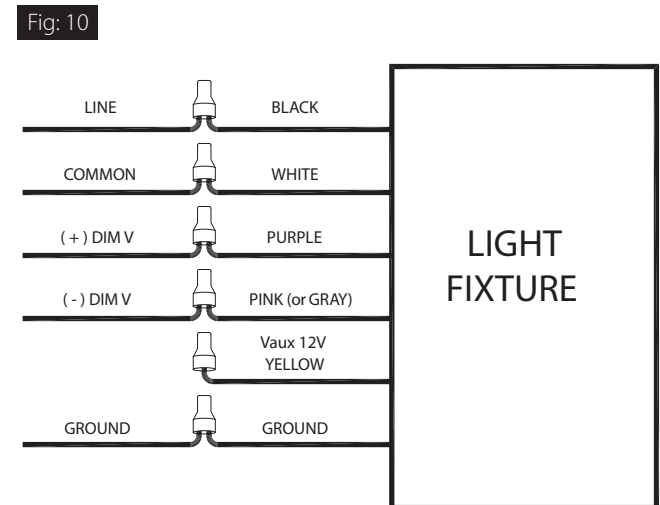 Fig: 10
LINE BLACK
COMMON WHITE
( + ) DIM V PURPLE
( - ) DIM V PINK (or GRAY)
Vaux 12V
YELLOW
GROUND GROUND
LIGHT
FIXTURE